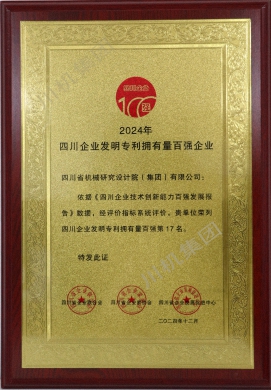 100强
2024年
四川企业发明专利拥有量百强企业
四川省机械研究设计院（集团）有限公司：
依据《四川企业技术创新能力百强发展报
告》数据，经评价指标系统评价，贵单位荣列
四川企业发明专利拥有量百强第17名。
特发此证
二〇二四年十二月